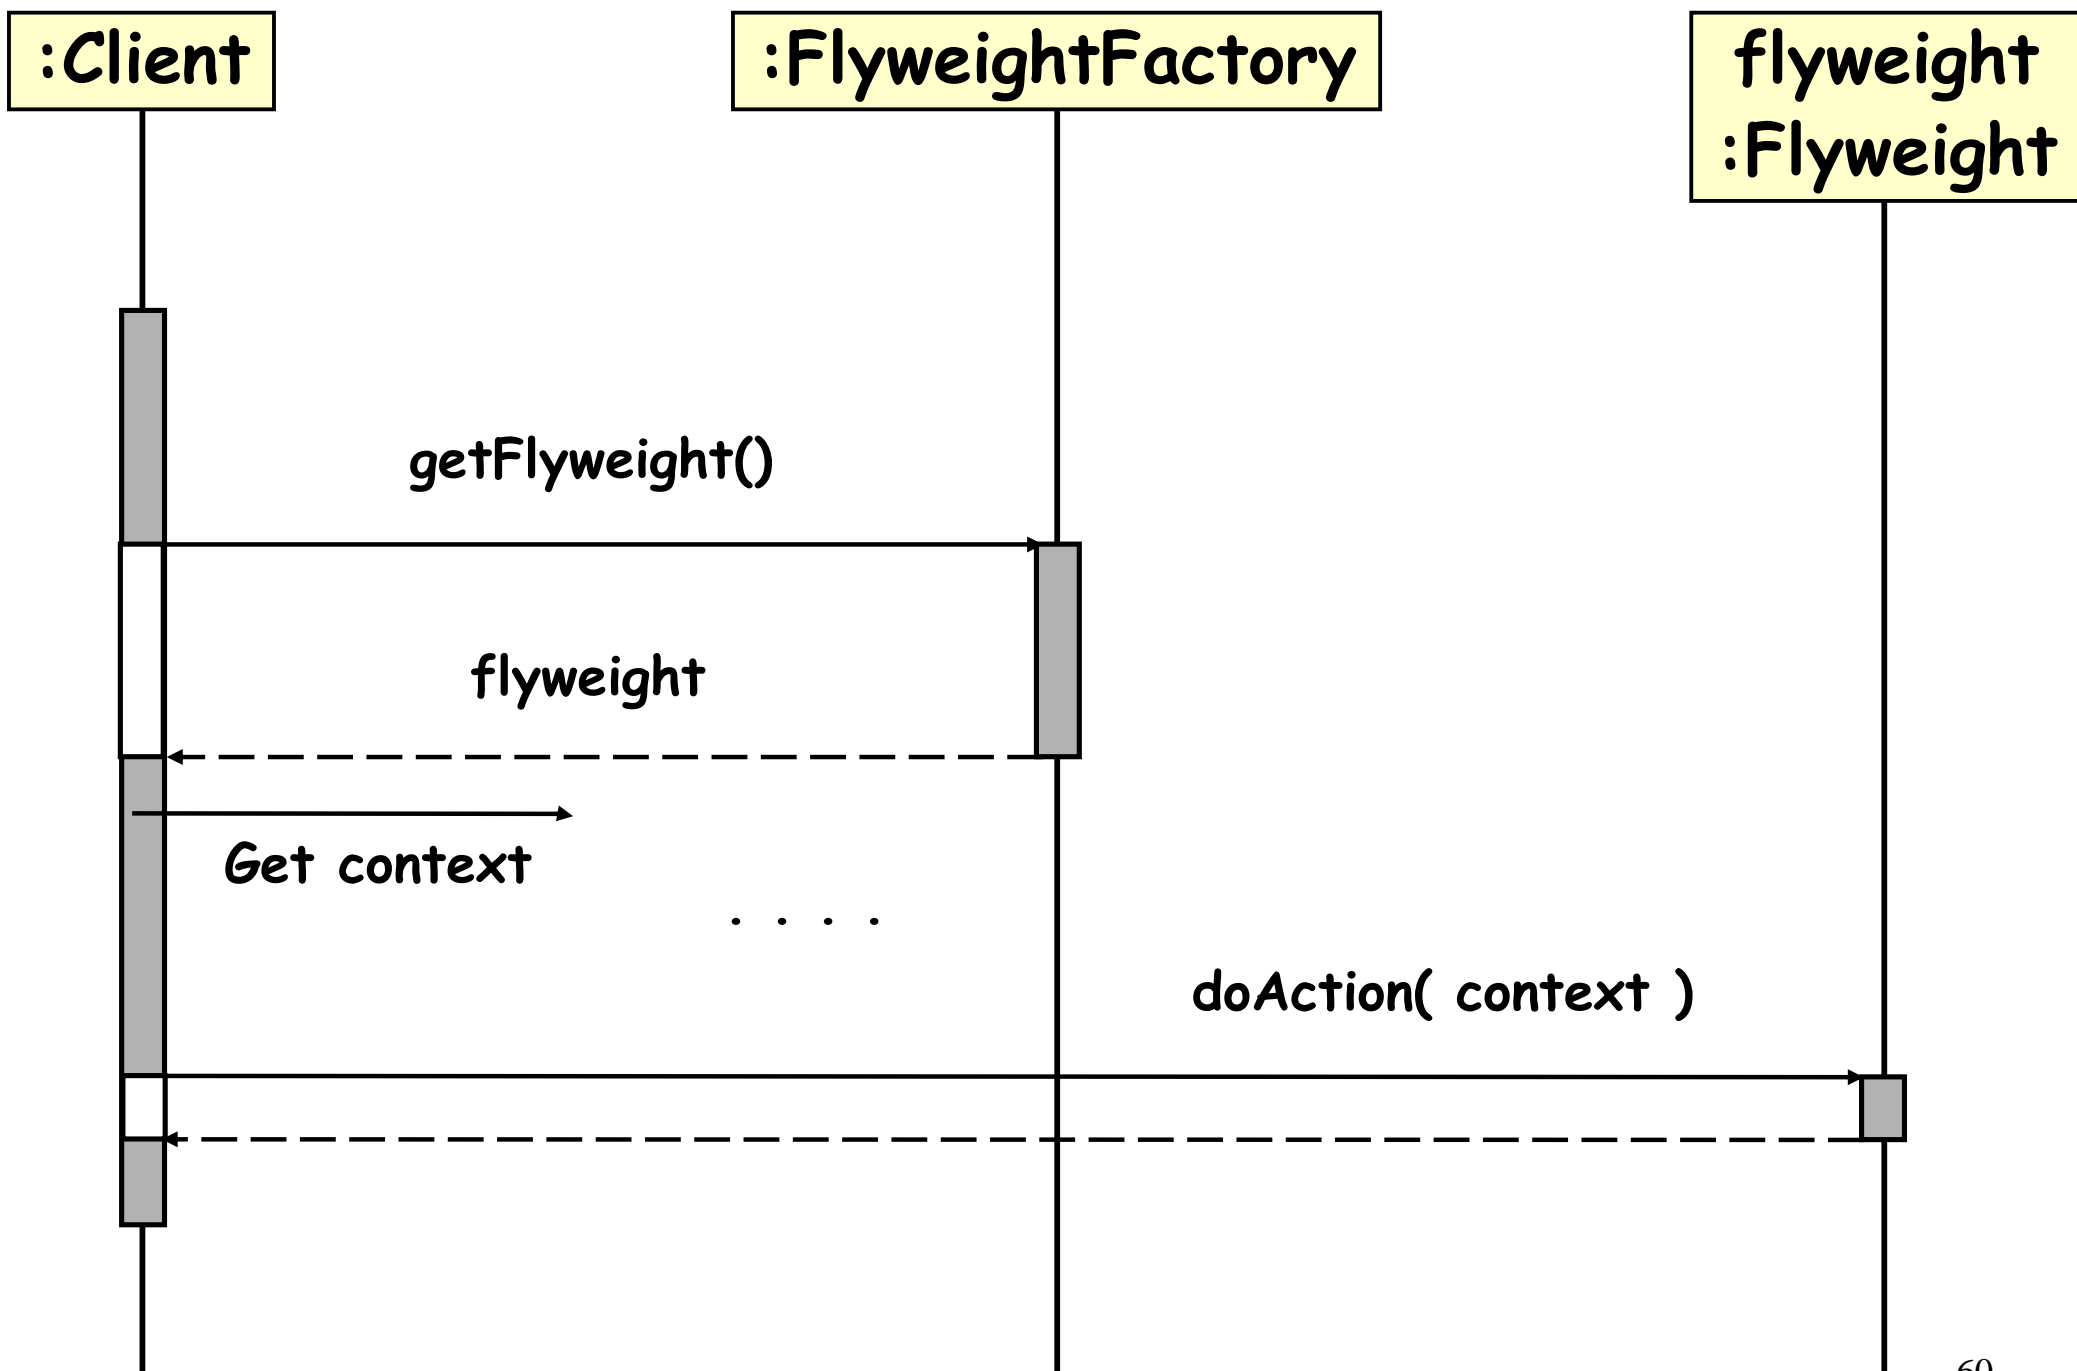 :Client
:FlyweightFactory
flyweight
:Flyweight
getFlyweight()
flyweight
Get context
. . . .
doAction( context )